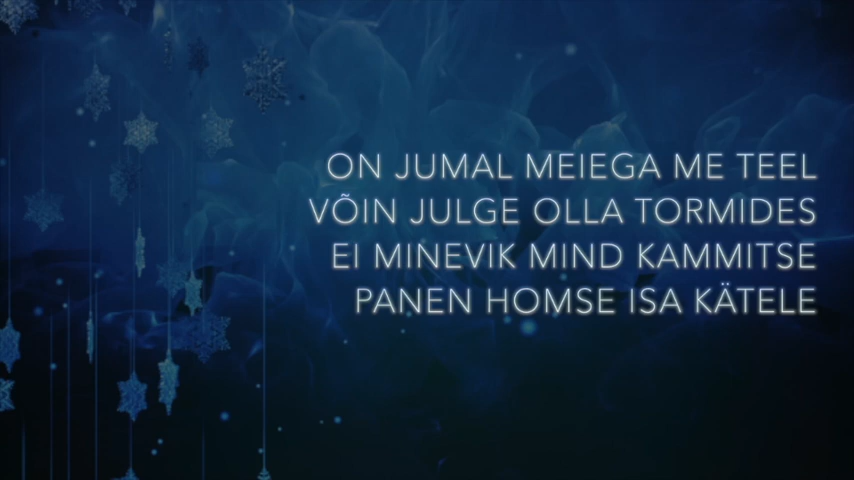 ON JUMAL MEIEGA ME TEEL
VÕIN JULGE OLLA TORMIDES
EI MINEVIK MIND KAMMITSE
PANEN HOMSE ISA KÄTELE